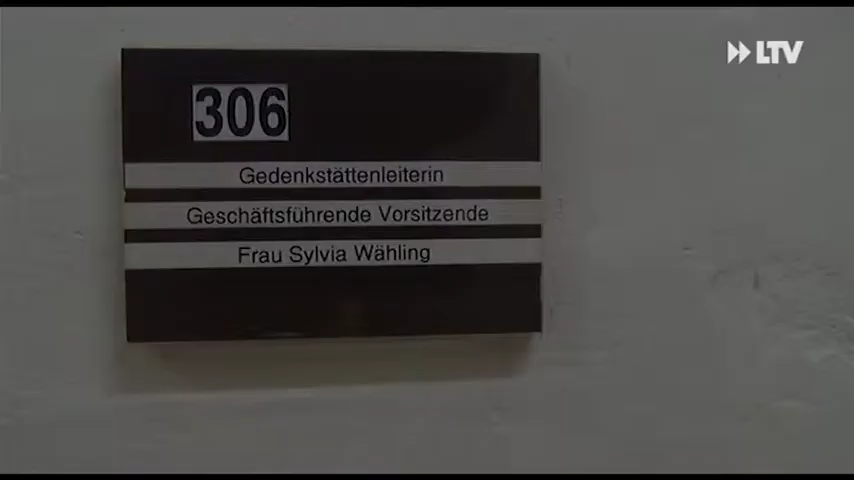 LTV
306
Gedenkstättenleiterin
Geschäftsführende Vorsitzende
Frau Sylvia Wähling